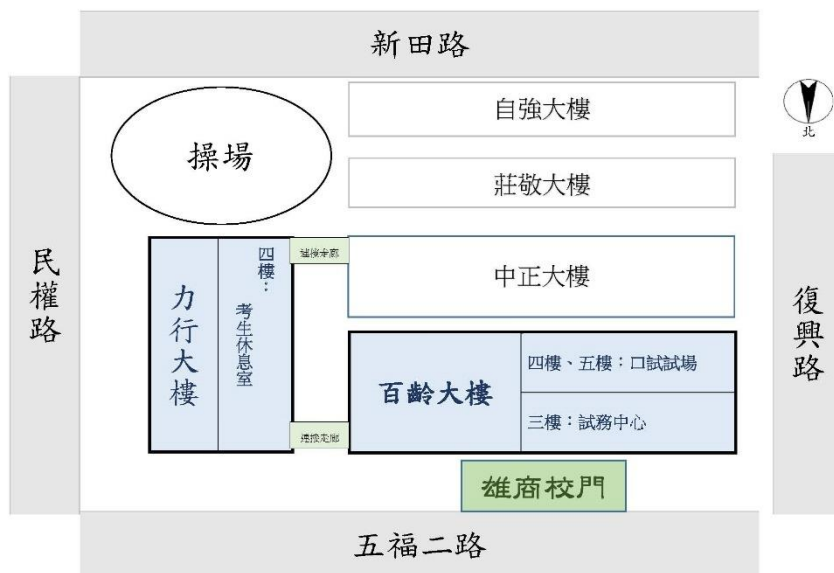 新田路
操場
自強大樓
北
莊敬大樓
民權路
復興路
力行大樓
四樓：
考生休息室
連接走廊
中正大樓
百齡大樓
四樓、五樓：口試試場
三樓：試務中心
連接走廊
雄商校門
五福二路